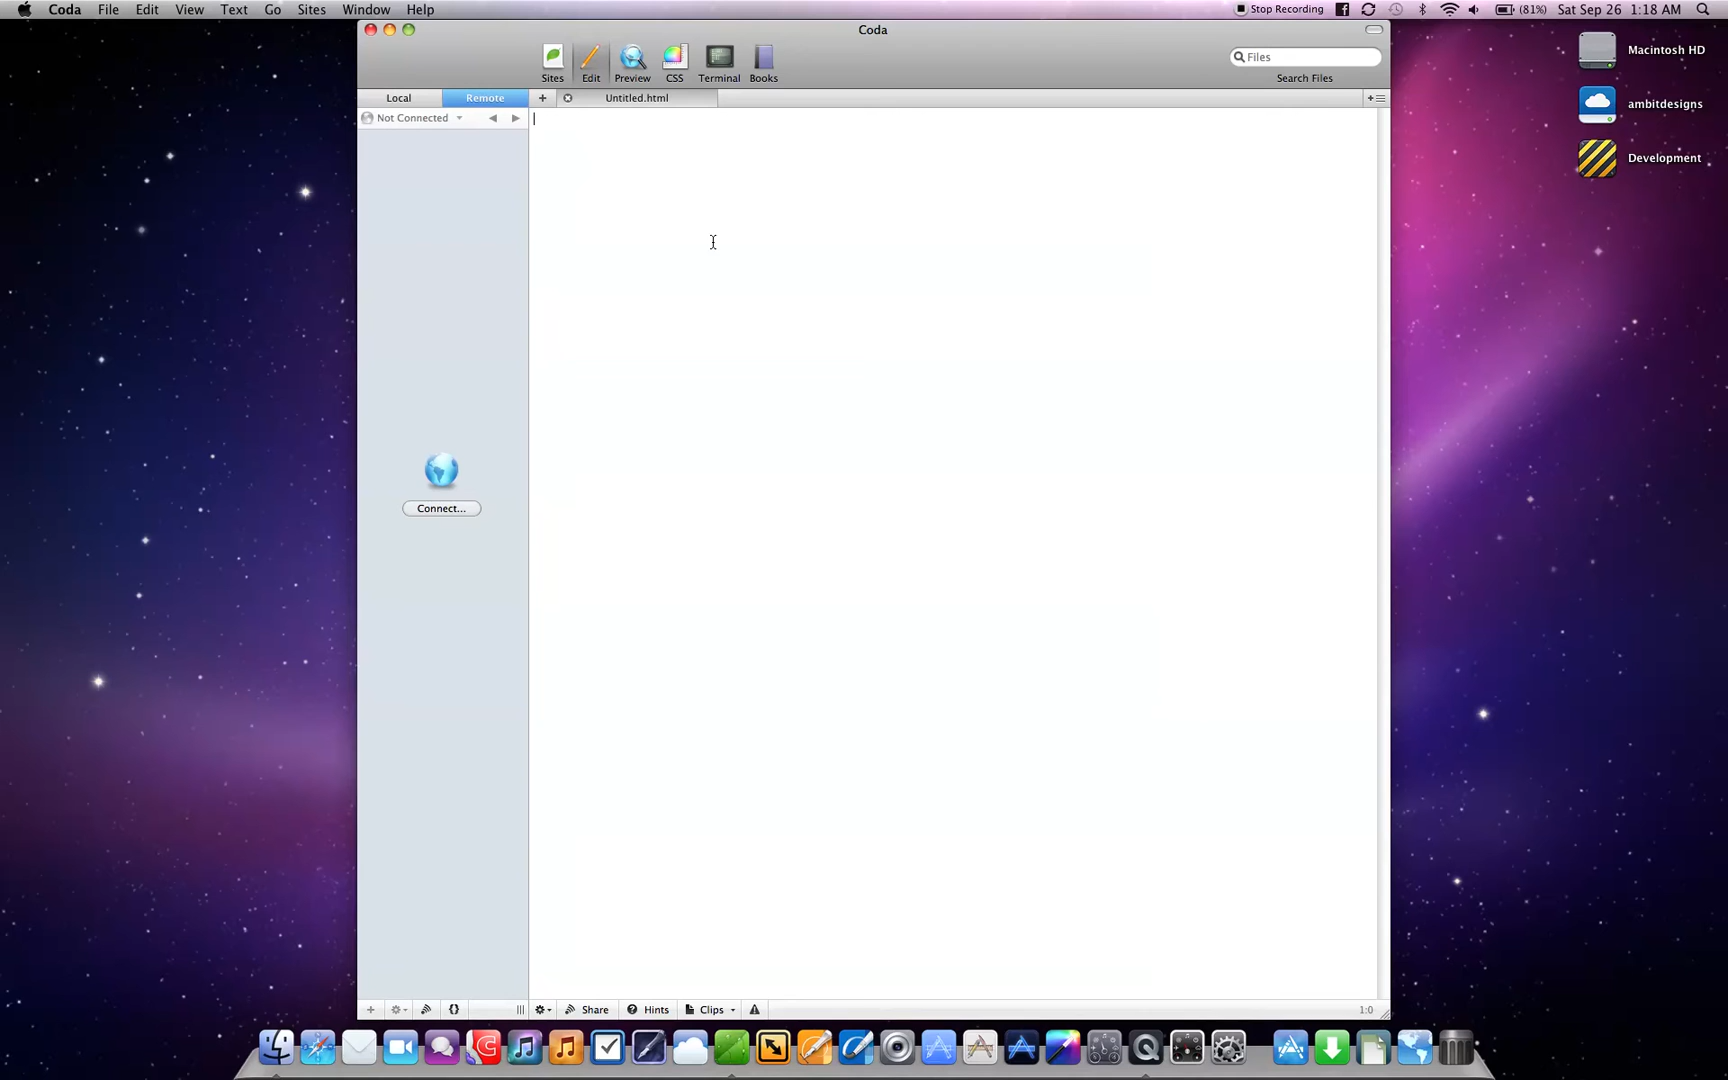 Coda File Edit View Text Go Sites Window Help Stop Recording (81%) Sat Sep 26 1:18 AM
Coda
Sites Edit Preview CSS Terminal Books
Files
Search Files
Local Remote + Untitled.html
Not Connected
Connect...
Share Hints Clips 1:0
Macintosh HD
ambitdesigns
Development